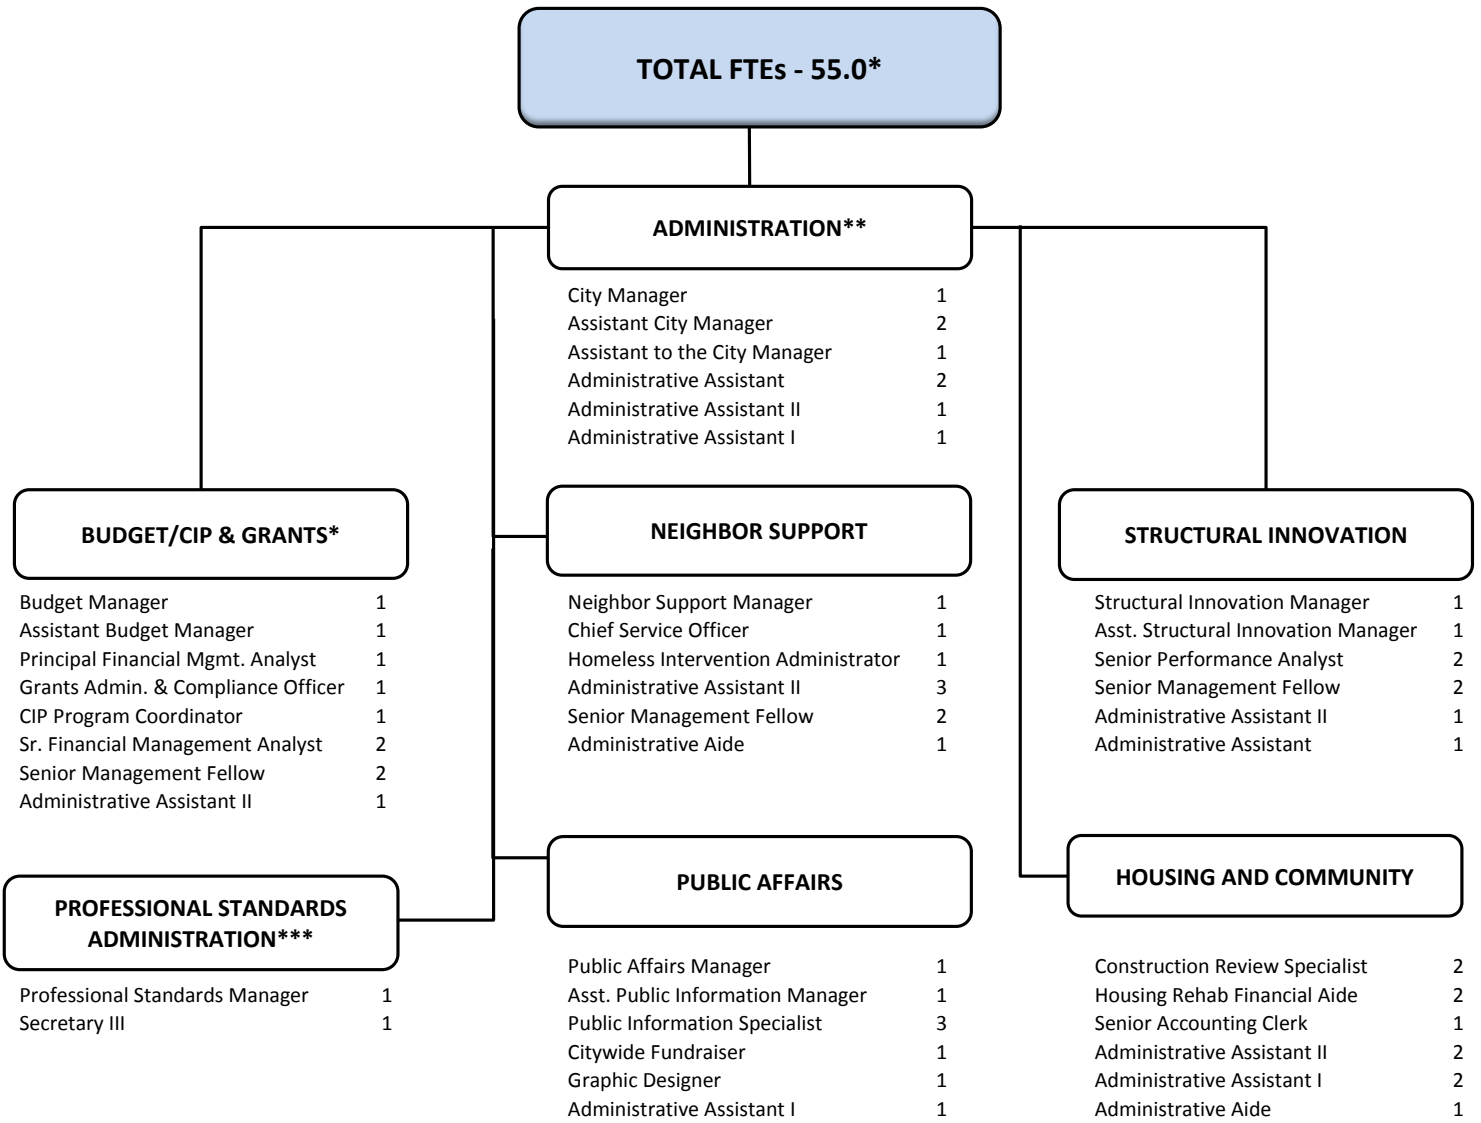 TOTAL FTEs - 55.0*
ADMINISTRATION**
City Manager 1
Assistant City Manager 2
Assistant to the City Manager 1
Administrative Assistant 2
Administrative Assistant II 1
Administrative Assistant I 1
BUDGET/CIP & GRANTS*
Budget Manager 1
Assistant Budget Manager 1
Principal Financial Mgmt. Analyst 1
Grants Admin. & Compliance Officer 1
CIP Program Coordinator 1
Sr. Financial Management Analyst 2
Senior Management Fellow 2
Administrative Assistant II 1
NEIGHBOR SUPPORT
Neighbor Support Manager 1
Chief Service Officer 1
Homeless Intervention Administrator 1
Administrative Assistant II 3
Senior Management Fellow 2
Administrative Aide 1
STRUCTURAL INNOVATION
Structural Innovation Manager 1
Asst. Structural Innovation Manager 1
Senior Performance Analyst 2
Senior Management Fellow 2
Administrative Assistant II 1
Administrative Assistant 1
PROFESSIONAL STANDARDS
ADMINISTRATION***
Professional Standards Manager 1
Secretary III 1
PUBLIC AFFAIRS
Public Affairs Manager 1
Asst. Public Information Manager 1
Public Information Specialist 3
Citywide Fundraiser 1
Graphic Designer 1
Administrative Assistant I 1
HOUSING AND COMMUNITY
Construction Review Specialist 2
Housing Rehab Financial Aide 2
Senior Accounting Clerk 1
Administrative Assistant II 2
Administrative Assistant I 2
Administrative Aide 1